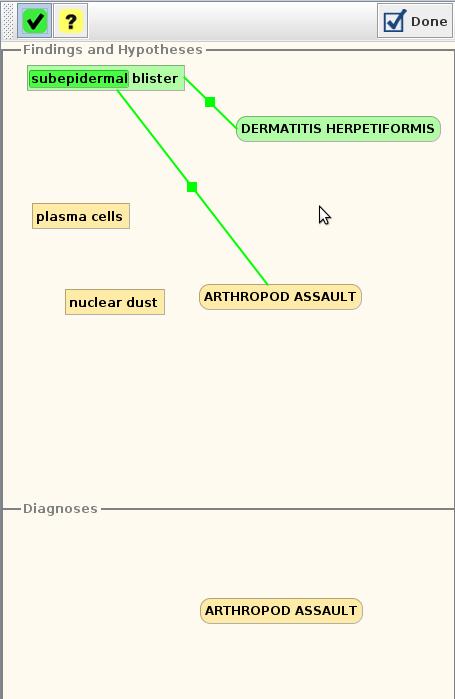 ?
Done
Findings and Hypotheses
subepidermal blister
DERMATITIS HERPETIFORMIS
plasma cells
nuclear dust
ARTHROPOD ASSAULT
Diagnoses
ARTHROPOD ASSAULT